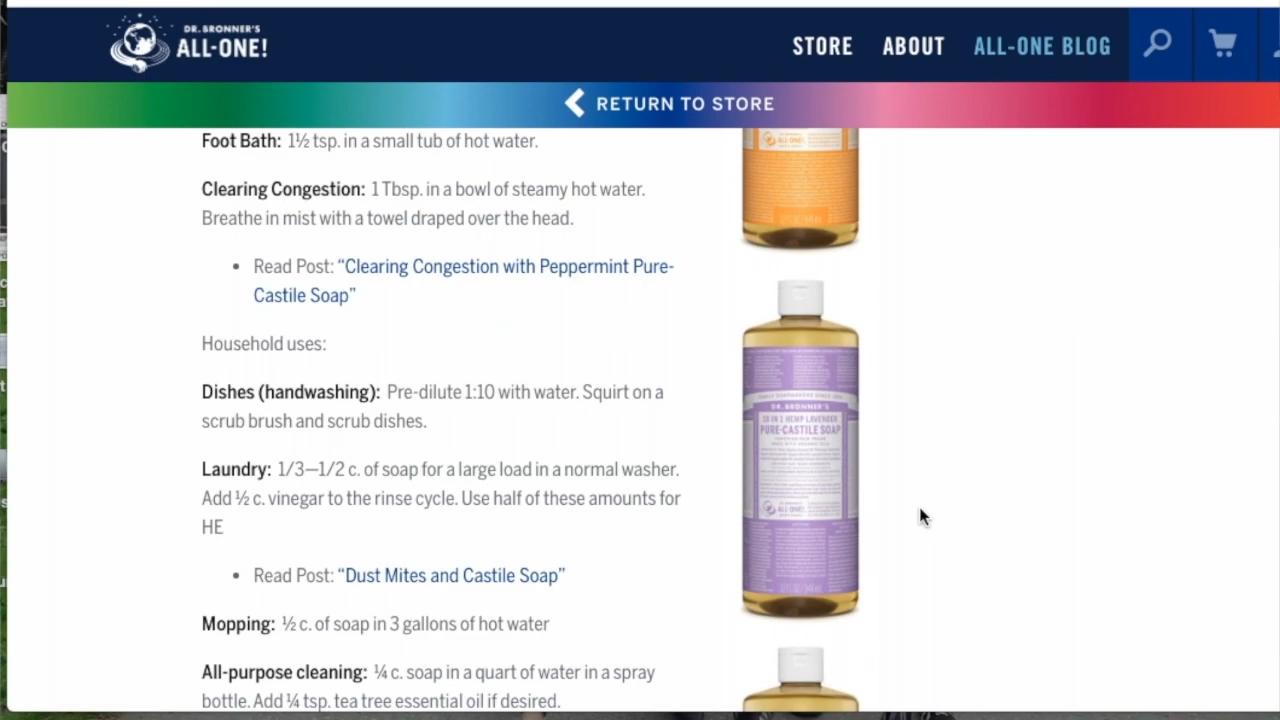 DR. BRONNER'S
ALL-ONE!
STORE
ABOUT
ALL-ONE BLOG
RETURN TO STORE
Foot Bath: 1½ tsp. in a small tub of hot water.
Clearing Congestion: 1 Tbsp. in a bowl of steamy hot water.
Breathe in mist with a towel draped over the head.
• Read Post: “Clearing Congestion with Peppermint Pure-
Castile Soap”
Household uses:
Dishes (handwashing): Pre-dilute 1:10 with water. Squirt on a
scrub brush and scrub dishes.
Laundry: 1/3—1/2 c. of soap for a large load in a normal washer.
Add ½ c. vinegar to the rinse cycle. Use half of these amounts for
HE
• Read Post: “Dust Mites and Castile Soap”
Mopping: ½ c. of soap in 3 gallons of hot water
All-purpose cleaning: ¼ c. soap in a quart of water in a spray
bottle. Add ¼ tsp. tea tree essential oil if desired.
DR. BRONNER'S
18-IN-1 HEMP LAVENDER
PURE-CASTILE SOAP
ALL-ONE!